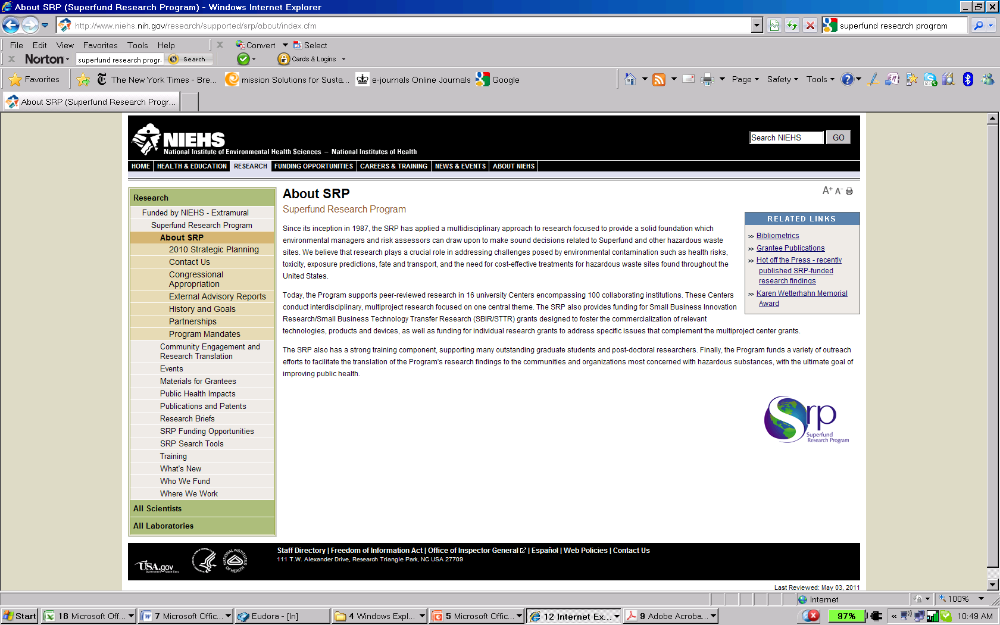 About SRP (Superfund Research Program) - Windows Internet Explorer
http://www.niehs.nih.gov/research/supported/srp/about/index.cfm
superfund research program
File Edit View Favorites Tools Help
Convert Select
Norton
superfund research progr.
Search
Cards & Logins
Favorites
The New York Times - Bre...
mission Solutions for Susta...
e-journals Online Journals
Google
Page Safety Tools
About SRP (Superfund Research Progr...
NIEHS
National Institute of Environmental Health Sciences – National Institutes of Health
Search NIEHS GO
HOME HEALTH & EDUCATION RESEARCH FUNDING OPPORTUNITIES CAREERS & TRAINING NEWS & EVENTS ABOUT NIEHS
Research
Funded by NIEHS - Extramural
Superfund Research Program
About SRP
2010 Strategic Planning
Contact Us
Congressional
Appropriation
External Advisory Reports
History and Goals
Partnerships
Program Mandates
Community Engagement and
Research Translation
Events
Materials for Grantees
Public Health Impacts
Publications and Patents
Research Briefs
SRP Funding Opportunities
SRP Search Tools
Training
What's New
Who We Fund
Where We Work
All Scientists
All Laboratories
About SRP
A+ A-
Superfund Research Program
Since its inception in 1987, the SRP has applied a multidisciplinary approach to research focused to provide a solid foundation which
environmental managers and risk assessors can draw upon to make sound decisions related to Superfund and other hazardous waste
sites. We believe that research plays a crucial role in addressing challenges posed by environmental contamination such as health risks,
toxicity, exposure predictions, fate and transport, and the need for cost-effective treatments for hazardous waste sites found throughout the
United States.
Today, the Program supports peer-reviewed research in 16 university Centers encompassing 100 collaborating institutions. These Centers
conduct interdisciplinary, multiproject research focused on one central theme. The SRP also provides funding for Small Business Innovation
Research/Small Business Technology Transfer Research (SBIR/STTR) grants designed to foster the commercialization of relevant
technologies, products and devices, as well as funding for individual research grants to address specific issues that complement the multiproject center grants.
The SRP also has a strong training component, supporting many outstanding graduate students and post-doctoral researchers. Finally, the Program funds a variety of outreach
efforts to facilitate the translation of the Program's research findings to the communities and organizations most concerned with hazardous substances, with the ultimate goal of
improving public health.
RELATED LINKS
>> Bibliometrics
>> Grantee Publications
>> Hot off the Press - recently
published SRP-funded
research findings
>> Karen Wetterhahn Memorial
Award
Srp
Superfund
Research Program
USA.gov
Government Made Easy
NATIONAL INSTITUTES OF HEALTH
Staff Directory | Freedom of Information Act | Office of Inspector General | Español | Web Policies | Contact Us
111 T.W. Alexander Drive, Research Triangle Park, NC USA 27709
Last Reviewed: May 03, 2011
Internet
100%
Start
18 Microsoft Off...
7 Microsoft Offic...
Eudora - [In]
4 Windows Expl...
5 Microsoft Offic...
12 Internet Ex...
9 Adobe Acroba...
97%
«
10:49 AM